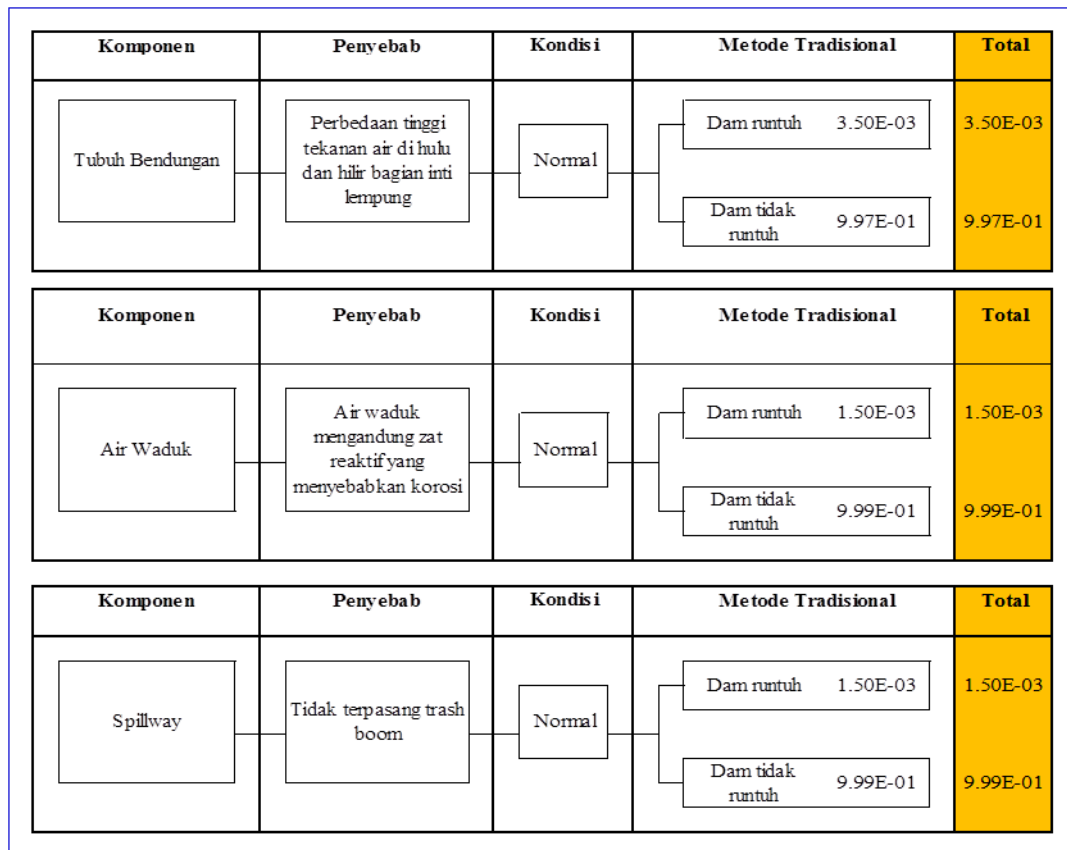 Komponen Penyebab Kondisi Metode Tradisional Total
Tubuh Bendungan
Perbedaan tinggi
tekanan air di hulu
dan hilir bagian inti
lempung
Normal
Dam runtuh 3.50E-03
3.50E-03
Dam tidak
runtuh
9.97E-01
9.97E-01
Komponen Penyebab Kondisi Metode Tradisional Total
Air Waduk
Air waduk
mengandung zat
reaktif yang
menyebabkan korosi
Normal
Dam runtuh 1.50E-03
1.50E-03
Dam tidak
runtuh
9.99E-01
9.99E-01
Komponen Penyebab Kondisi Metode Tradisional Total
Spillway
Tidak terpasang trash
boom
Normal
Dam runtuh 1.50E-03
1.50E-03
Dam tidak
runtuh
9.99E-01
9.99E-01